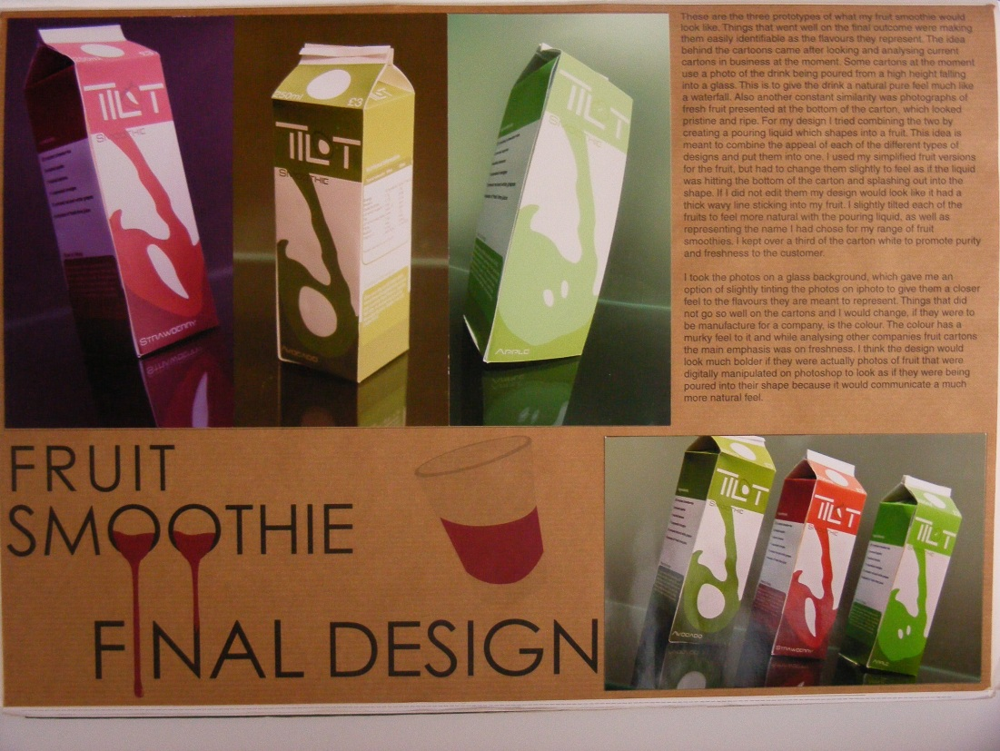 TILT
SMOOTHIE
STRAWBERRY
250ml
£3
TILT
SMOOTHIE
AVOCADO
TILT
SMOOTHIE
APPLE
These are the three prototypes of what my fruit smoothie would
look like. Things that went well on the final outcome were making
them easily identifiable as the flavours they represent. The idea
behind the cartoons came after looking and analysing current
cartons in business at the moment. Some cartons at the moment
use a photo of the drink being poured from a high height falling
into a glass. This is to give the drink a natural pure feel much like
a waterfall. Also another constant similarity was photographs of
fresh fruit presented at the bottom of the carton, which looked
pristine and ripe. For my design I tried combining the two by
creating a pouring liquid which shapes into a fruit. This idea is
meant to combine the appeal of each of the different types of
designs and put them into one. I used my simplified fruit versions
for the fruit, but had to change them slightly to feel as if the liquid
was hitting the bottom of the carton and splashing out into the
shape. If I did not edit them my design would look like it had a
thick wavy line sticking into my fruit. I slightly tilted each of the
fruits to feel more natural with the pouring liquid, as well as
representing the name I had chose for my range of fruit
smoothies. I kept over a third of the carton white to promote purity
and freshness to the customer.
I took the photos on a glass background, which gave me an
option of slightly tinting the photos on iphoto to give them a closer
feel to the flavours they are meant to represent. Things that did
not go so well on the cartons and I would change, if they were to
be manufacture for a company, is the colour. The colour has a
murky feel to it and while analysing other companies fruit cartons
the main emphasis was on freshness. I think the design would
look much bolder if they were actually photos of fruit that were
digitally manipulated on photoshop to look as if they were being
poured into their shape because it would communicate a much
more natural feel.
FRUIT
SMOOTHIE
FINAL DESIGN
TILT
AVOCADO
TILT
STRAWBERRY
TILT
APPLE